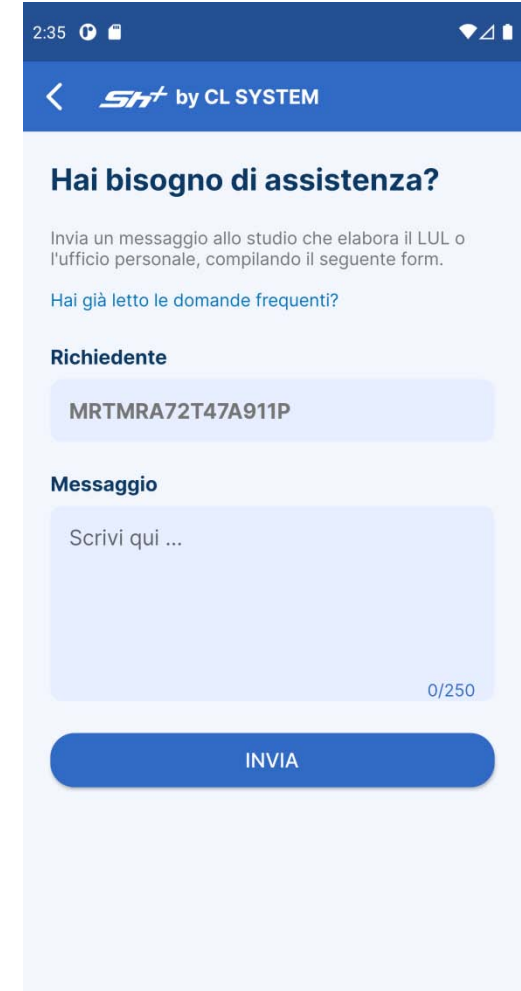 2:35
Sh+ by CL SYSTEM
Hai bisogno di assistenza?
Invia un messaggio allo studio che elabora il LUL o
l'ufficio personale, compilando il seguente form.
Hai già letto le domande frequenti?
Richiedente
MRTMRA72T47A911P
Messaggio
Scrivi qui ...
0/250
INVIA